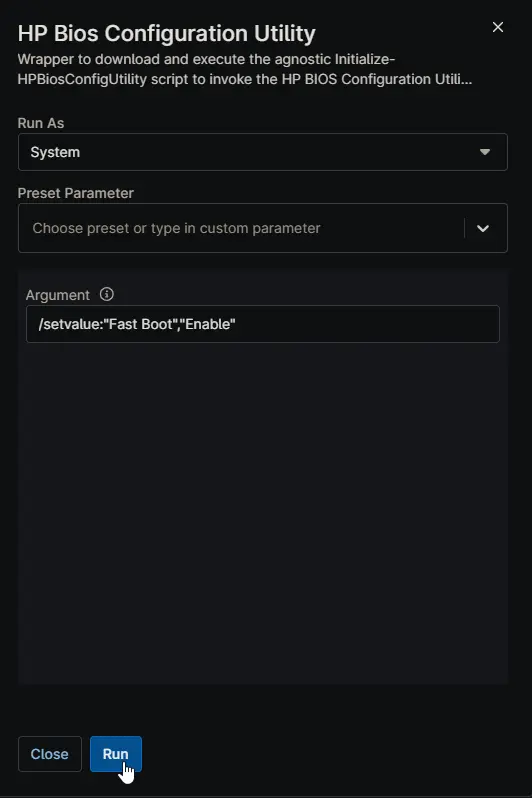 HP Bios Configuration Utility
Wrapper to download and execute the agnostic Initialize-
HPBiosConfigUtility script to invoke the HP BIOS Configuration Utili...
Run As
System
Preset Parameter
Choose preset or type in custom parameter
Argument
/setvalue:"Fast Boot","Enable"
Close
Run